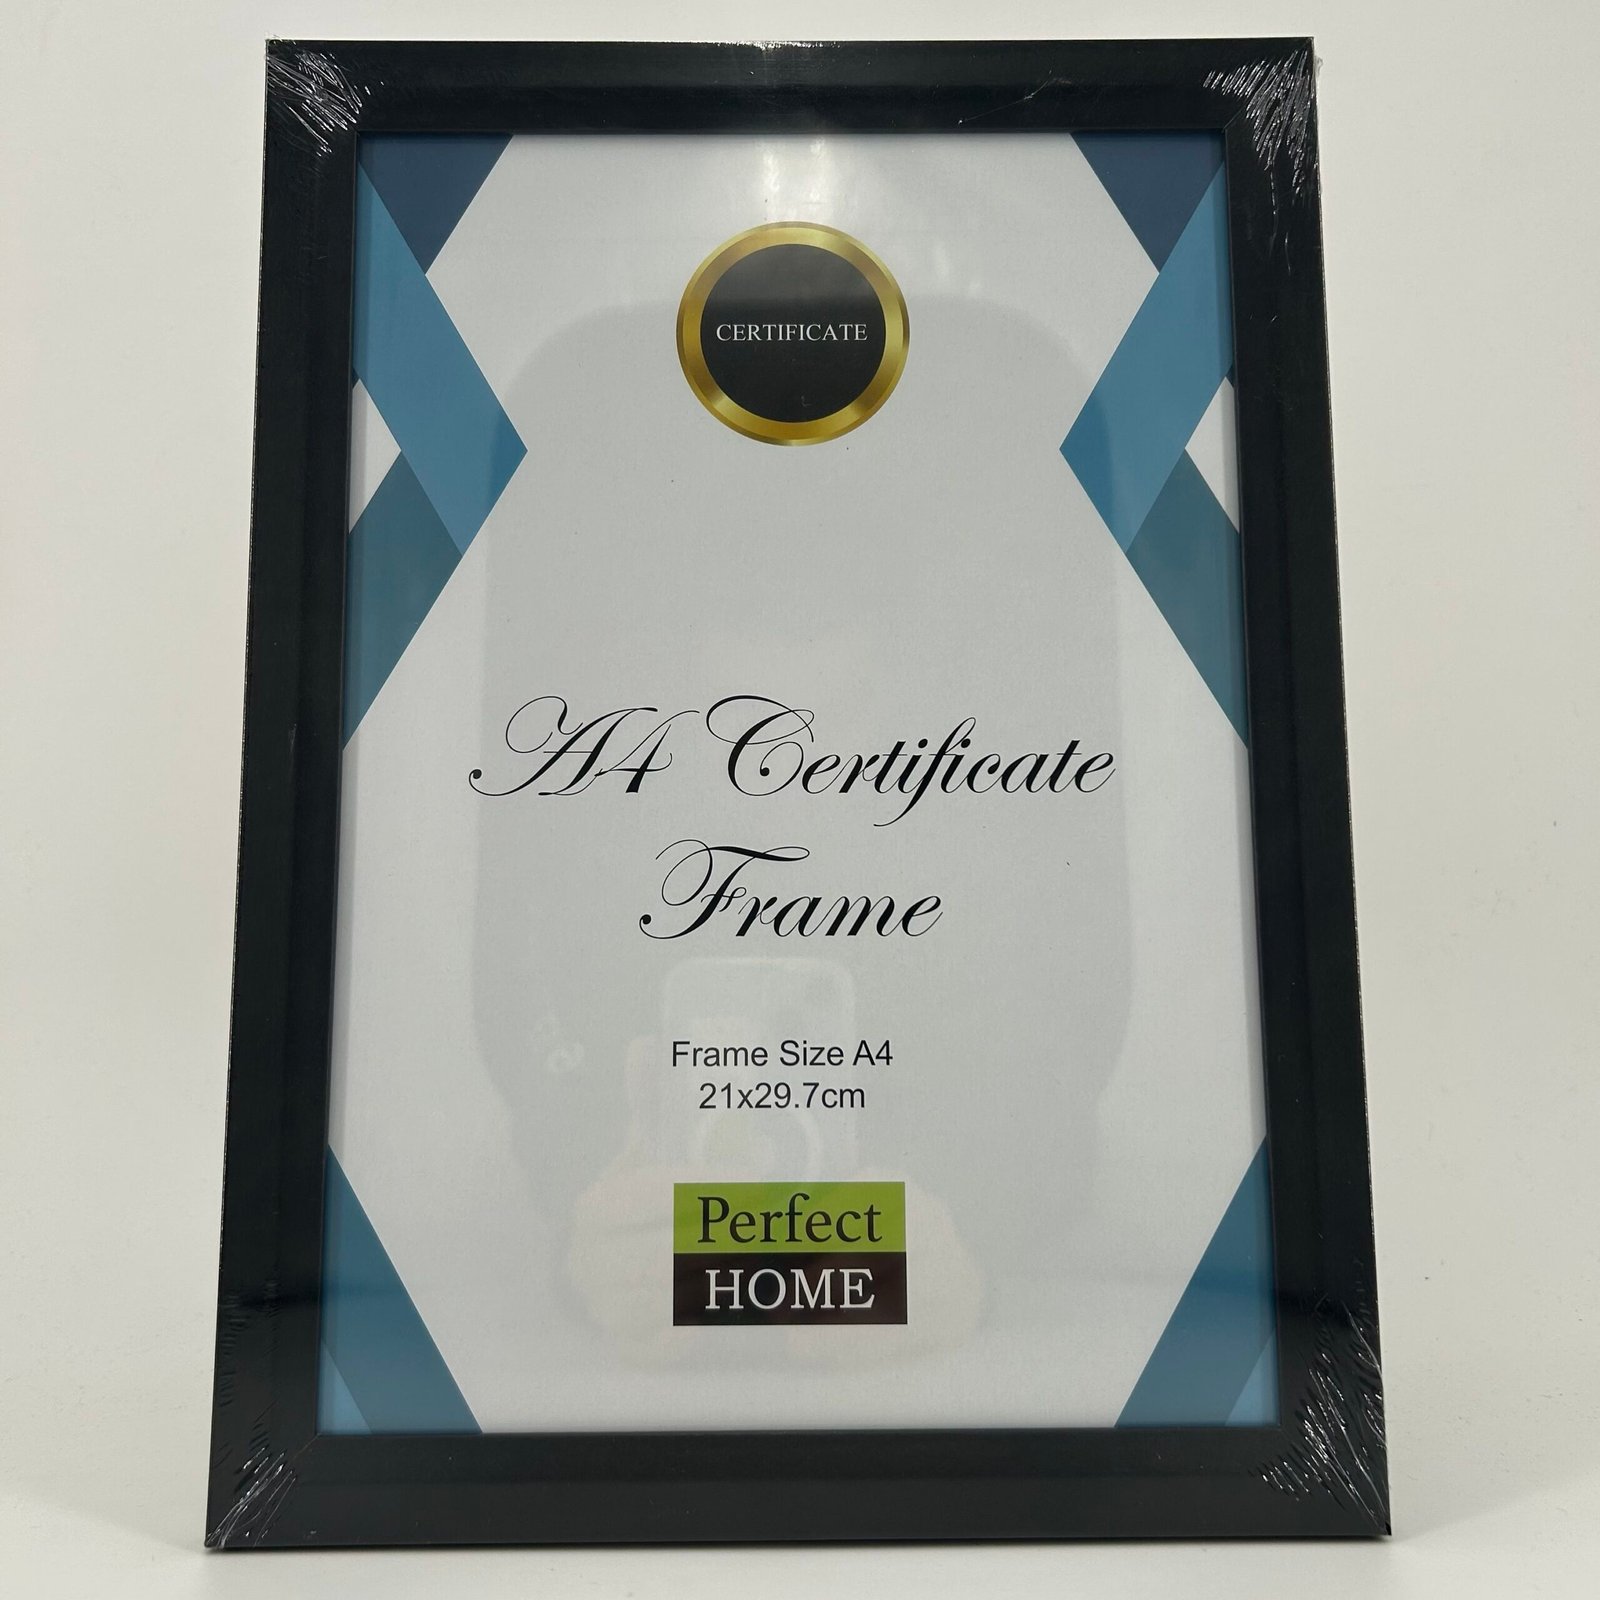 CERTIFICATE
A4 Certificate
Frame
Frame Size A4
21x29.7cm
Perfect
HOME